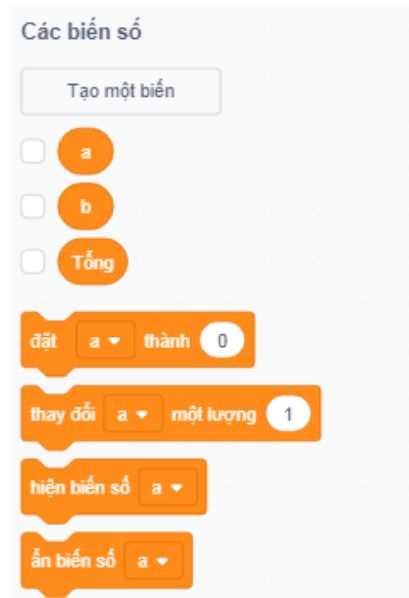 Các biến số
Tạo một biến
a
b
Tổng
đặt a thành 0
thay đổi a một lượng 1
hiện biến số a
ẩn biến số a